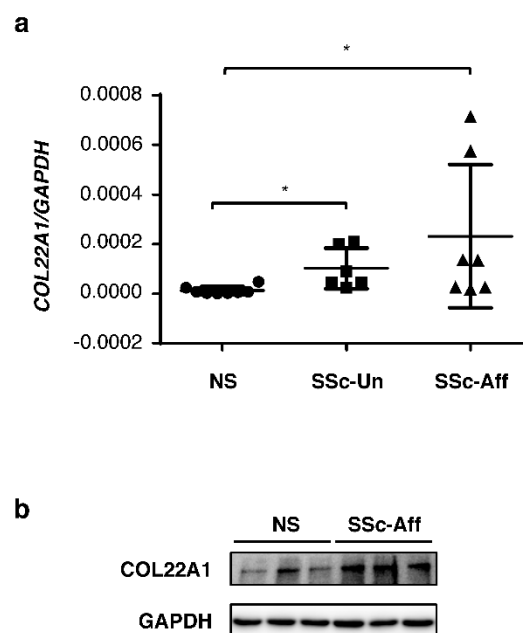 a
*
0.0008
0.0006
0.0004
0.0002
0.0000
-0.0002
COL22A1/GAPDH
*
NS SSc-Un SSc-Aff
b
NS SSc-Aff
COL22A1
GAPDH